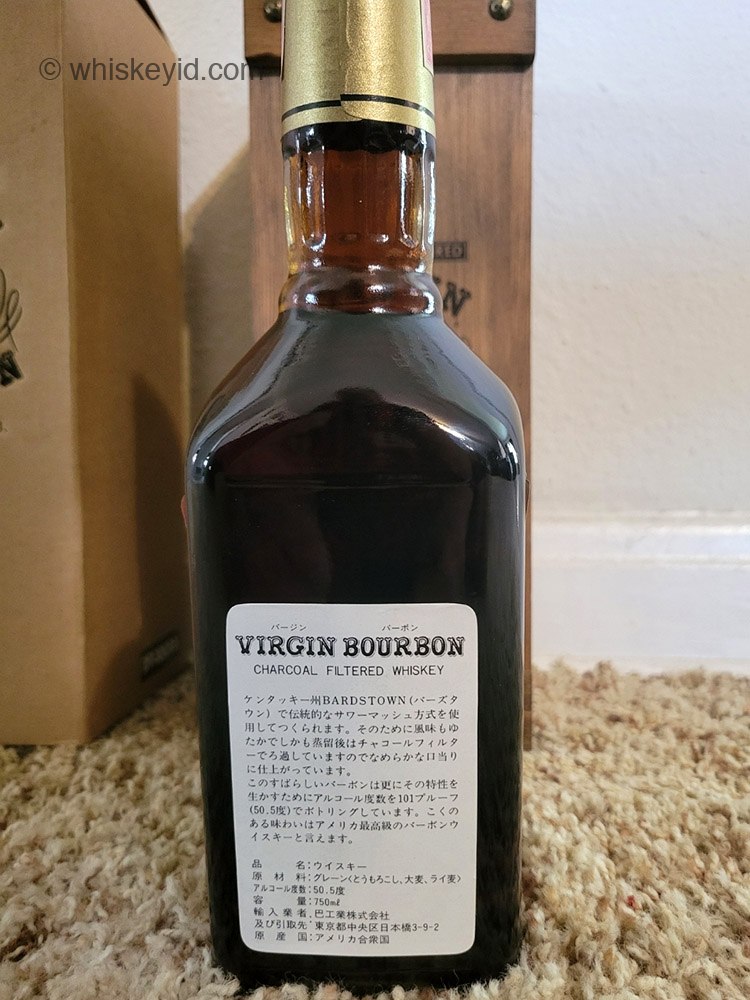 © whiskeyid.com
バージン バーボン
VIRGIN BOURBON
CHARCOAL FILTERED WHISKEY
ケンタッキー州BARDSTOWN(バーズタ
ウン)で伝統的なサワーマッシュ方式を使
用してつくられます。そのために風味もゆ
たかでしかも蒸留後はチャコールフィルタ
ーでろ過していますのでなめらかな口当り
に仕上がっています。
このすばらしいバーボンは更にその特性を
生かすためにアルコール度数を101プルーフ
(50.5度)でボトリングしています。こくの
ある味わいはアメリカ最高級のバーボンウ
イスキーと言えます。
品 名:ウイスキー
原 材 料:グレーン〈とうもろこし、大麦、ライ麦〉
アルコール度数:50.5度
容 量:750mℓ
輸 入 業 者:巴工業株式会社
及び引取先:東京都中央区日本橋3-9-2
原 産 国:アメリカ合衆国